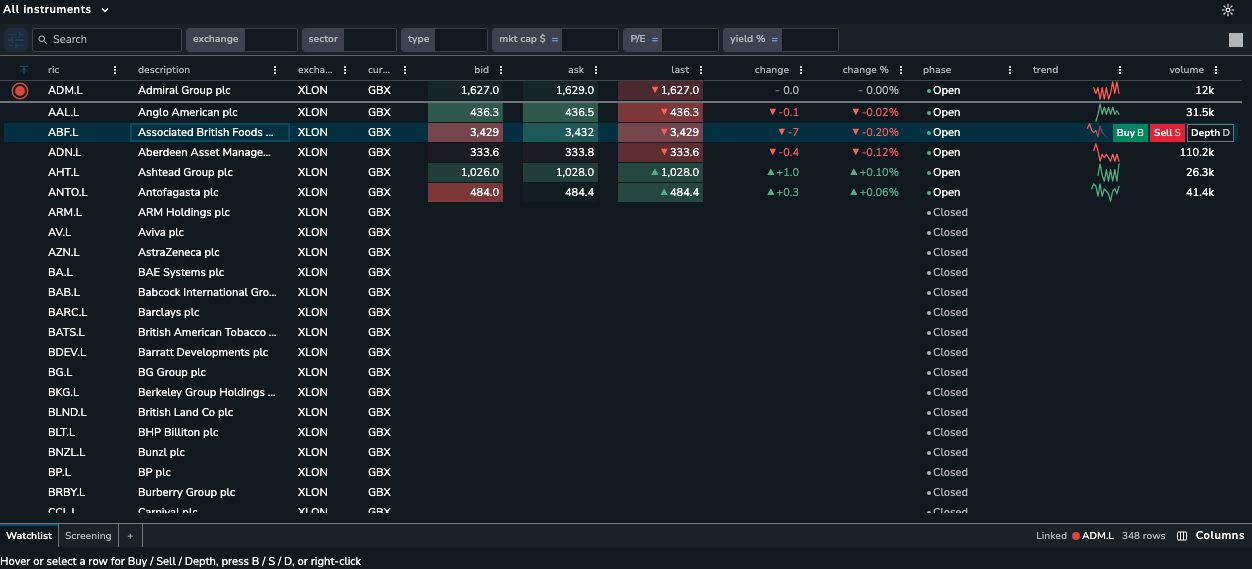 All instruments
Search exchange sector type mkt cap $ = P/E = yield % =
ric description excha... cur... bid ask last change change % phase trend volume
ADM.L Admiral Group plc XLON GBX 1,627.0 1,629.0 ▼1,627.0 – 0.0 – 0.00% Open 12k
AAL.L Anglo American plc XLON GBX 436.3 436.5 ▼436.3 ▼-0.1 ▼-0.02% Open 31.5k
ABF.L Associated British Foods ... XLON GBX 3,429 3,432 ▼3,429 ▼-7 ▼-0.20% Open Buy B Sell S Depth D
ADN.L Aberdeen Asset Manage... XLON GBX 333.6 333.8 ▼333.6 ▼-0.4 ▼-0.12% Open 110.2k
AHT.L Ashtead Group plc XLON GBX 1,026.0 1,028.0 ▲1,028.0 ▲+1.0 ▲+0.10% Open 26.3k
ANTO.L Antofagasta plc XLON GBX 484.0 484.4 ▲484.4 ▲+0.3 ▲+0.06% Open 41.4k
ARM.L ARM Holdings plc XLON GBX Closed
AV.L Aviva plc XLON GBX Closed
AZN.L AstraZeneca plc XLON GBX Closed
BA.L BAE Systems plc XLON GBX Closed
BAB.L Babcock International Gro... XLON GBX Closed
BARC.L Barclays plc XLON GBX Closed
BATS.L British American Tobacco ... XLON GBX Closed
BDEV.L Barratt Developments plc XLON GBX Closed
BG.L BG Group plc XLON GBX Closed
BKG.L Berkeley Group Holdings ... XLON GBX Closed
BLND.L British Land Co plc XLON GBX Closed
BLT.L BHP Billiton plc XLON GBX Closed
BNZL.L Bunzl plc XLON GBX Closed
BP.L BP plc XLON GBX Closed
BRBY.L Burberry Group plc XLON GBX Closed
CCL.L Carnival plc XLON GBX Closed
Watchlist Screening + Linked ADM.L 348 rows Columns
Hover or select a row for Buy / Sell / Depth, press B / S / D, or right-click